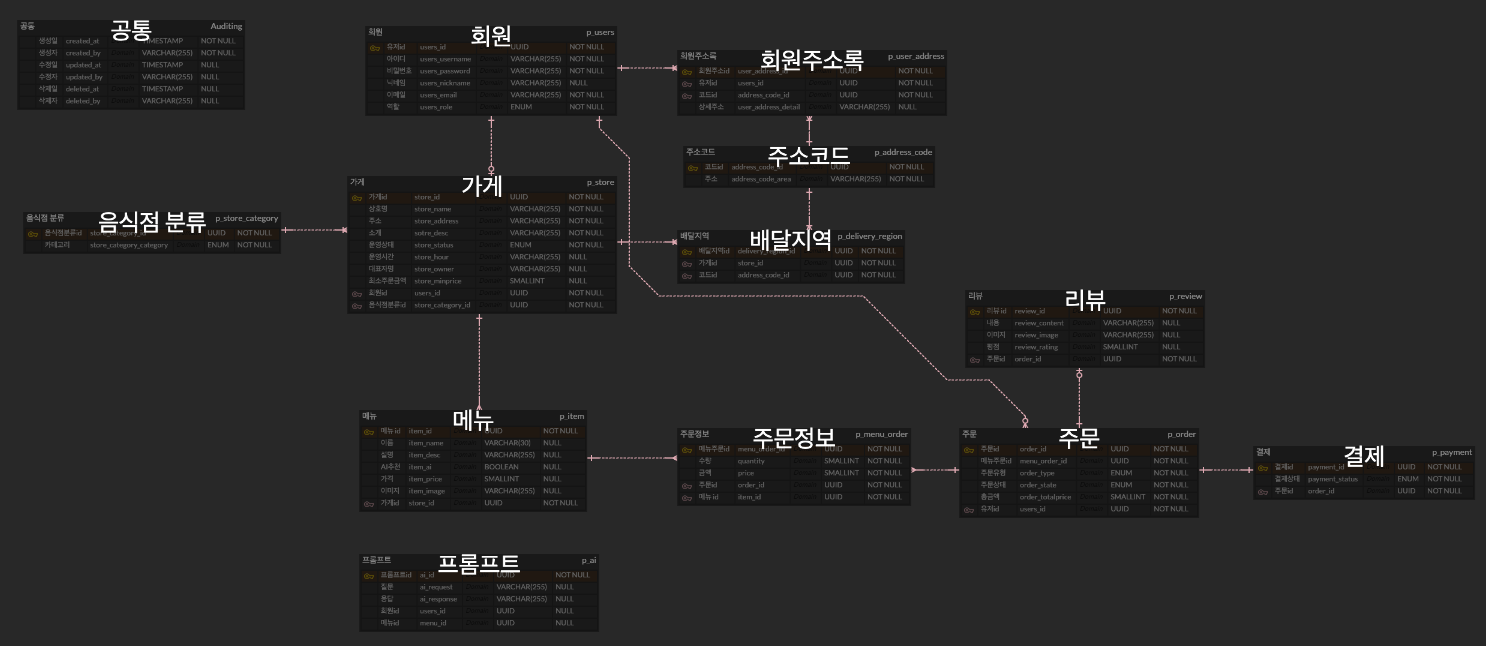 공통 Auditing
공통
생성일 created_at TIMESTAMP NOT NULL
생성자 created_by VARCHAR(255) NOT NULL
수정일 updated_at TIMESTAMP NULL
수정자 updated_by VARCHAR(255) NULL
삭제일 deleted_at TIMESTAMP NULL
삭제자 deleted_by VARCHAR(255) NULL
회원 p_users
회원
유저id users_id UUID NOT NULL
아이디 users_username VARCHAR(255) NOT NULL
비밀번호 users_password VARCHAR(255) NOT NULL
닉네임 users_nickname VARCHAR(255) NULL
이메일 users_email VARCHAR(255) NOT NULL
역할 users_role ENUM NOT NULL
회원주소록 p_user_address
회원주소록
회원주소id user_address_id UUID NOT NULL
유저id users_id UUID NOT NULL
코드id address_code_id UUID NOT NULL
상세주소 user_address_detail VARCHAR(255) NULL
주소코드 p_address_code
주소코드
코드id address_code_id UUID NOT NULL
주소 address_code_area VARCHAR(255) NOT NULL
음식점 분류 p_store_category
음식점 분류
음식점분류id store_category_id UUID NOT NULL
카테고리 store_category_category ENUM NOT NULL
가게 p_store
가게
가게id store_id UUID NOT NULL
상호명 store_name VARCHAR(255) NOT NULL
주소 store_address VARCHAR(255) NOT NULL
소개 sotre_desc VARCHAR(255) NOT NULL
운영상태 store_status ENUM NOT NULL
운영시간 store_hour VARCHAR(255) NULL
대표자명 store_owner VARCHAR(255) NULL
최소주문금액 store_minprice SMALLINT NULL
회원id users_id UUID NOT NULL
음식점분류id store_category_id UUID NOT NULL
배달지역 p_delivery_region
배달지역
배달지역id delivery_region_id UUID NOT NULL
가게id store_id UUID NOT NULL
코드id address_code_id UUID NOT NULL
리뷰 p_review
리뷰
리뷰 id review_id UUID NOT NULL
내용 review_content VARCHAR(255) NULL
이미지 review_image VARCHAR(255) NULL
평점 review_rating SMALLINT NULL
주문id order_id UUID NOT NULL
메뉴 p_item
메뉴
메뉴 id item_id UUID NOT NULL
이름 item_name VARCHAR(30) NULL
설명 item_desc VARCHAR(255) NULL
AI추천 item_ai BOOLEAN NULL
가격 item_price SMALLINT NULL
이미지 item_image VARCHAR(255) NULL
가게id store_id UUID NOT NULL
주문정보 p_menu_order
주문정보
메뉴주문id menu_order_id UUID NOT NULL
수량 quantity SMALLINT NOT NULL
금액 price SMALLINT NOT NULL
주문id order_id UUID NOT NULL
메뉴 id item_id UUID NOT NULL
주문 p_order
주문
주문id order_id UUID NOT NULL
메뉴주문id menu_order_id UUID NOT NULL
주문유형 order_type ENUM NOT NULL
주문상태 order_state ENUM NOT NULL
총금액 order_totalprice SMALLINT NOT NULL
유저id users_id UUID NOT NULL
결제 p_payment
결제
결제id payment_id UUID NOT NULL
결제상태 payment_status ENUM NOT NULL
주문id order_id UUID NOT NULL
프롬프트 p_ai
프롬프트
프롬프트id ai_id UUID NOT NULL
질문 ai_request VARCHAR(255) NULL
응답 ai_response VARCHAR(255) NULL
회원id users_id UUID NULL
메뉴id menu_id UUID NULL